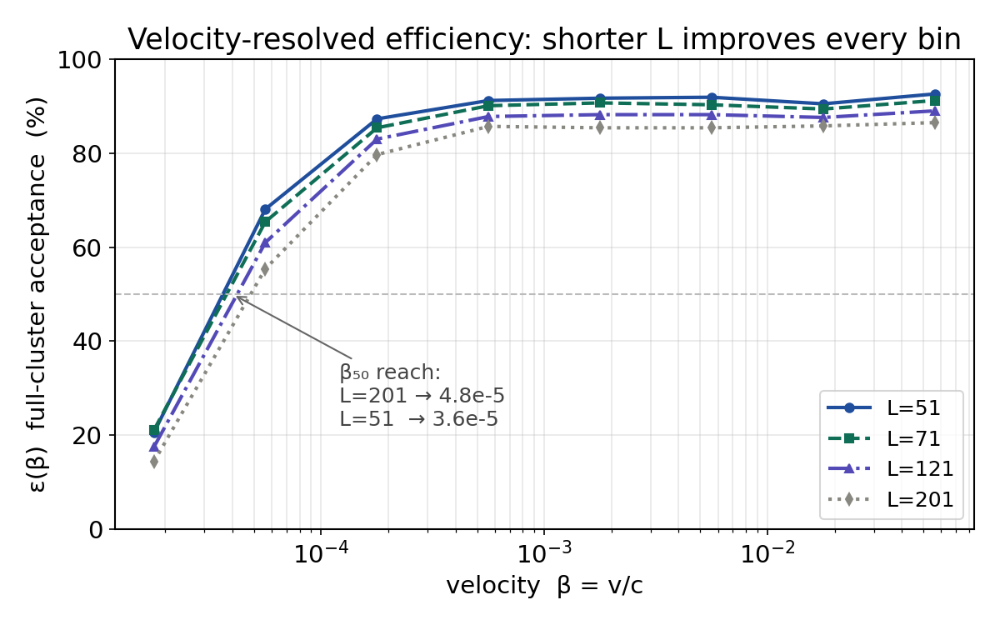 Velocity-resolved efficiency: shorter L improves every bin
ε(β)  full-cluster acceptance  (%)
100
80
60
40
20
0
β₅₀ reach:
L=201 → 4.8e-5
L=51  → 3.6e-5
L=51
L=71
L=121
L=201
10⁻⁴
10⁻³
10⁻²
velocity  β = v/c